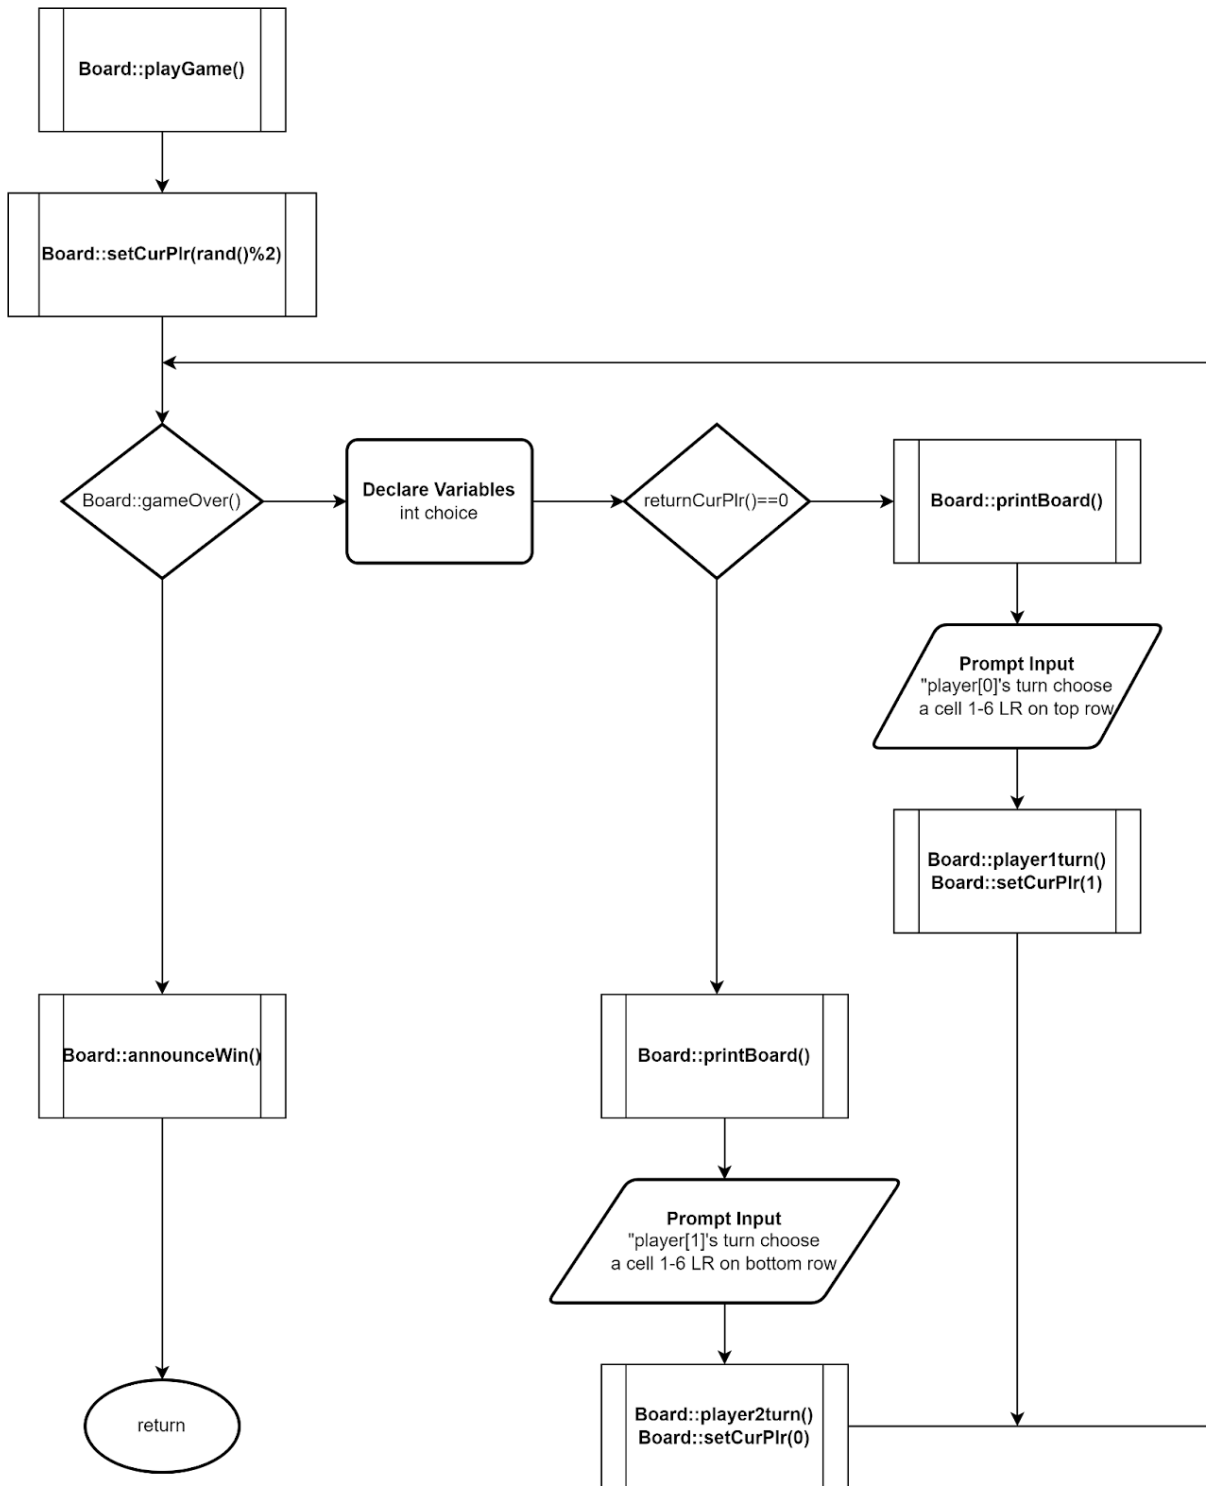 Board::playGame()
Board::setCurPlr(rand()%2)
Board::gameOver()
Declare Variables
int choice
returnCurPlr()==0
Board::printBoard()
Prompt Input
"player[0]'s turn choose
a cell 1-6 LR on top row
Board::player1turn()
Board::setCurPlr(1)
Board::announceWin()
Board::printBoard()
Prompt Input
"player[1]'s turn choose
a cell 1-6 LR on bottom row
return
Board::player2turn()
Board::setCurPlr(0)